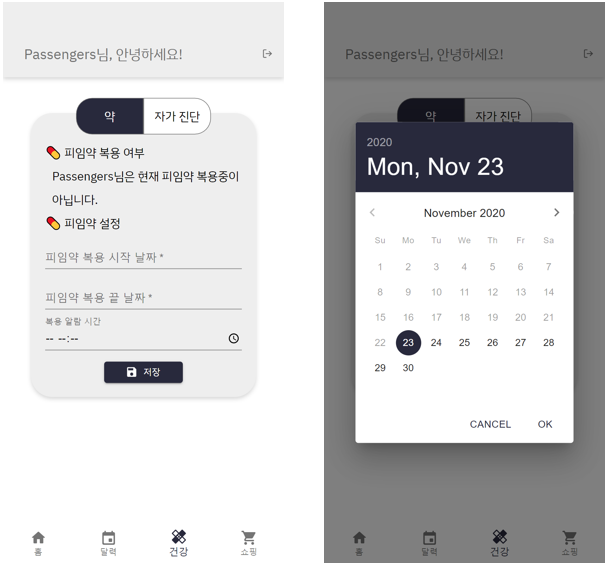 Passengers님, 안녕하세요!
약
자가 진단
피임약 복용 여부
Passengers님은 현재 피임약 복용중이
아닙니다.
피임약 설정
피임약 복용 시작 날짜 *
피임약 복용 끝 날짜 *
복용 알람 시간
-- --:--
저장
홈
달력
건강
쇼핑
Passengers님, 안녕하세요!
약
자가 진단
2020
Mon, Nov 23
November 2020
Su Mo Tu We Th Fr Sa
1 2 3 4 5 6 7
8 9 10 11 12 13 14
15 16 17 18 19 20 21
22 23 24 25 26 27 28
29 30
CANCEL OK
홈
달력
건강
쇼핑